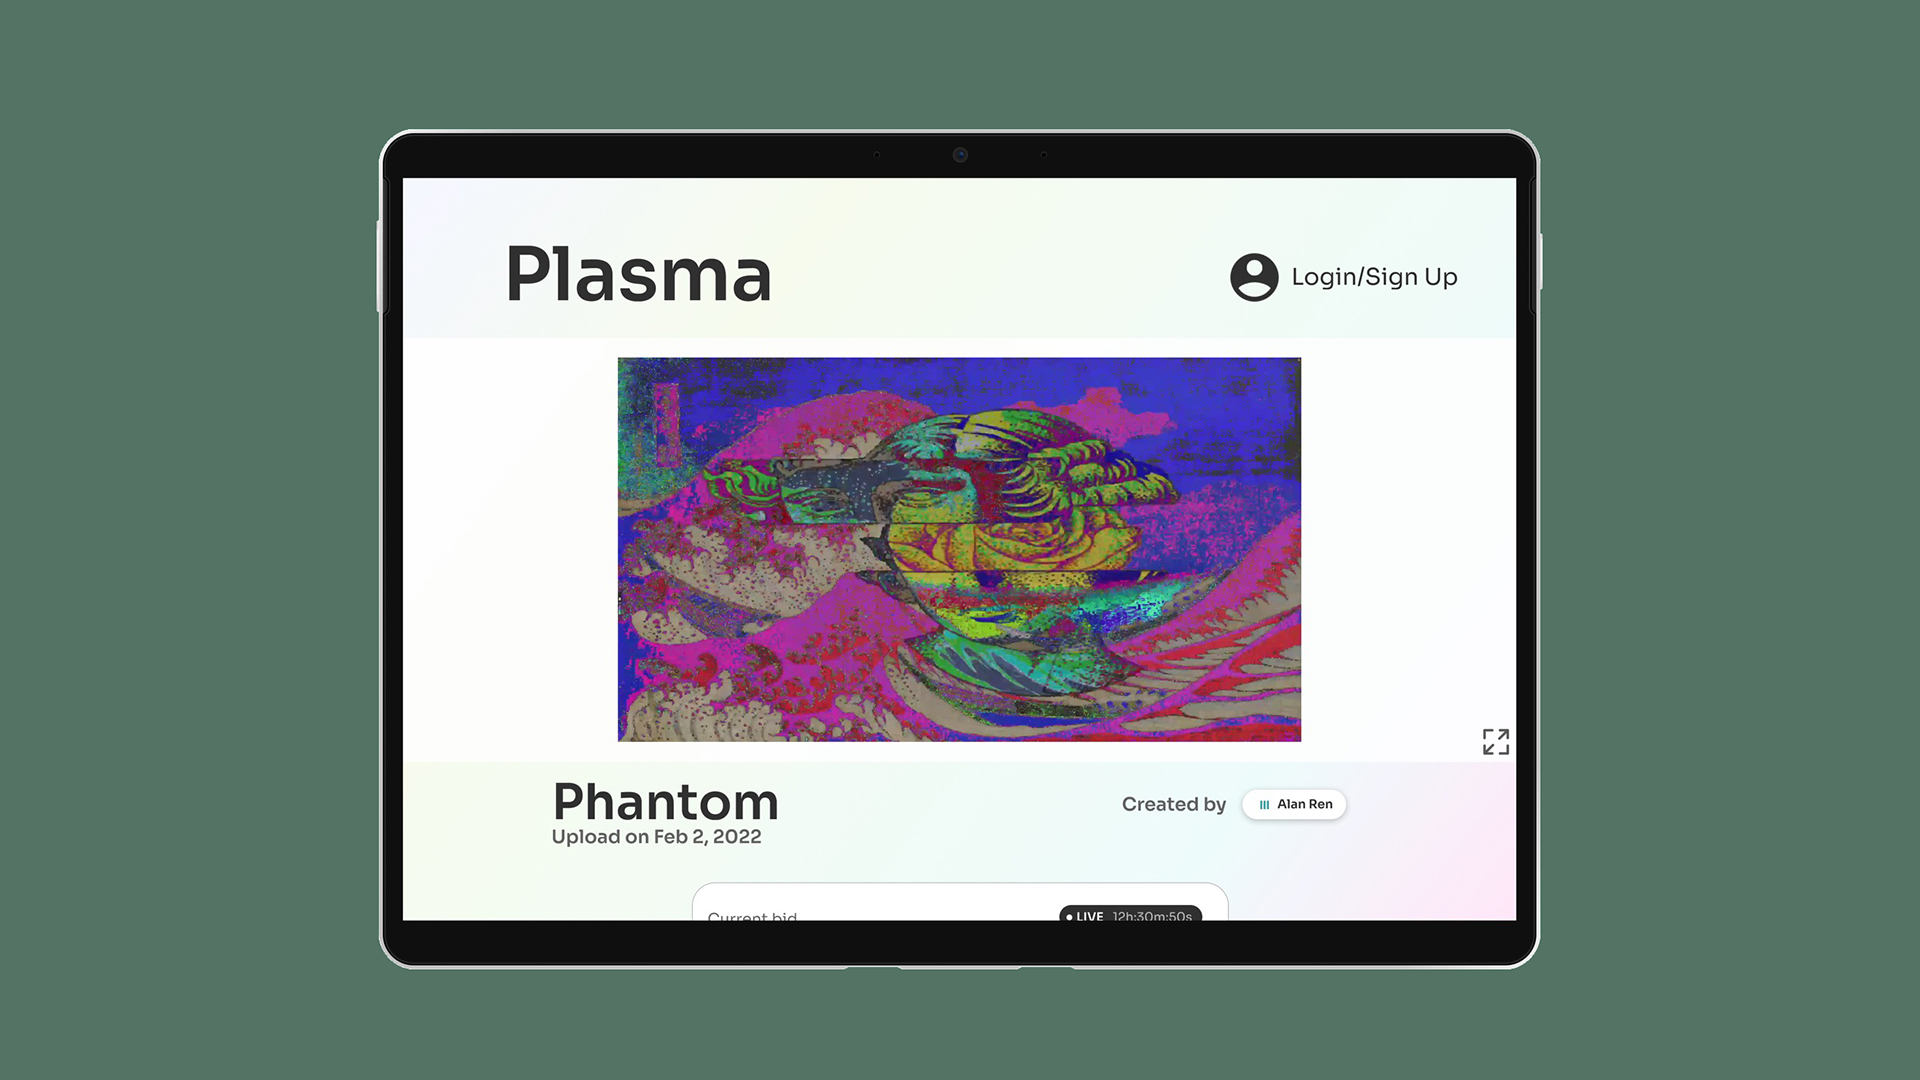 Plasma
Login/Sign Up
Phantom
Upload on Feb 2, 2022
Created by
Alan Ren
Current bid
LIVE 12h:30m:50s